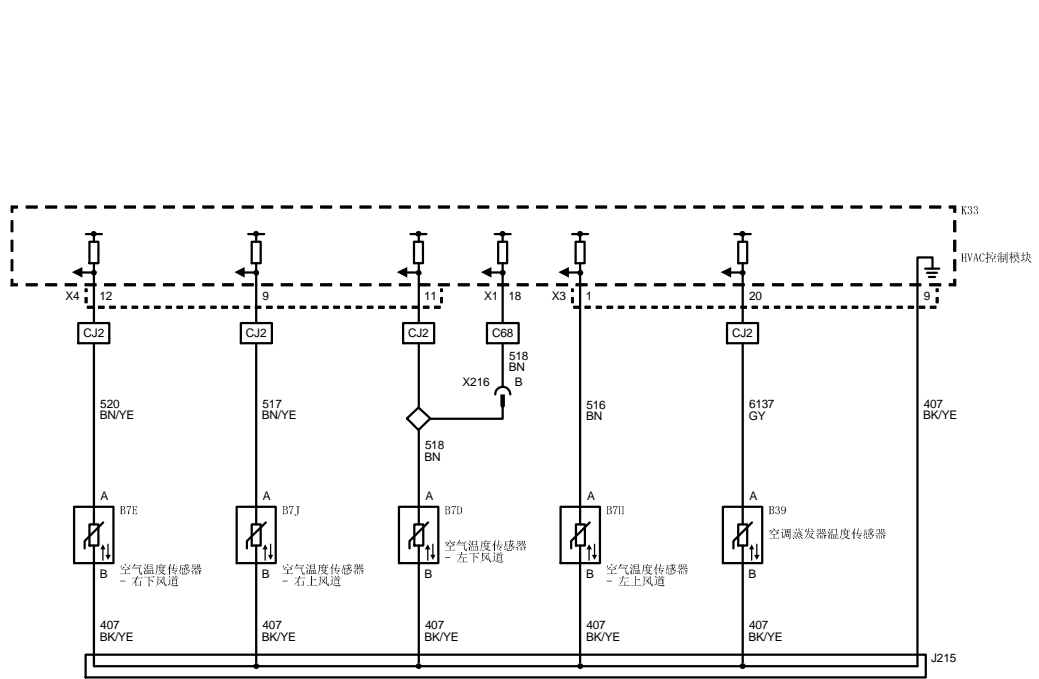 K33
HVAC控制模块
X4 12 9 11 X1 18 X3 1 20 9
CJ2 CJ2 CJ2 C68 CJ2
518
BN
X216 B
520
BN/YE
517
BN/YE
516
BN
6137
GY
407
BK/YE
518
BN
A A A A A
B7E B7J B7D B7H B39
空调蒸发器温度传感器
空气温度传感器
- 左下风道
B B B B B
空气温度传感器
- 右下风道
空气温度传感器
- 右上风道
空气温度传感器
- 左上风道
407
BK/YE
407
BK/YE
407
BK/YE
407
BK/YE
407
BK/YE
J215